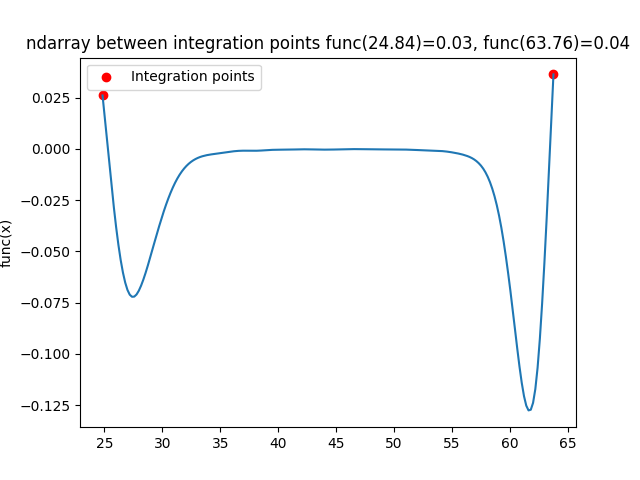 ndarray between integration points func(24.84)=0.03, func(63.76)=0.04
Integration points
func(x)
0.025
0.000
−0.025
−0.050
−0.075
−0.100
−0.125
25 30 35 40 45 50 55 60 65